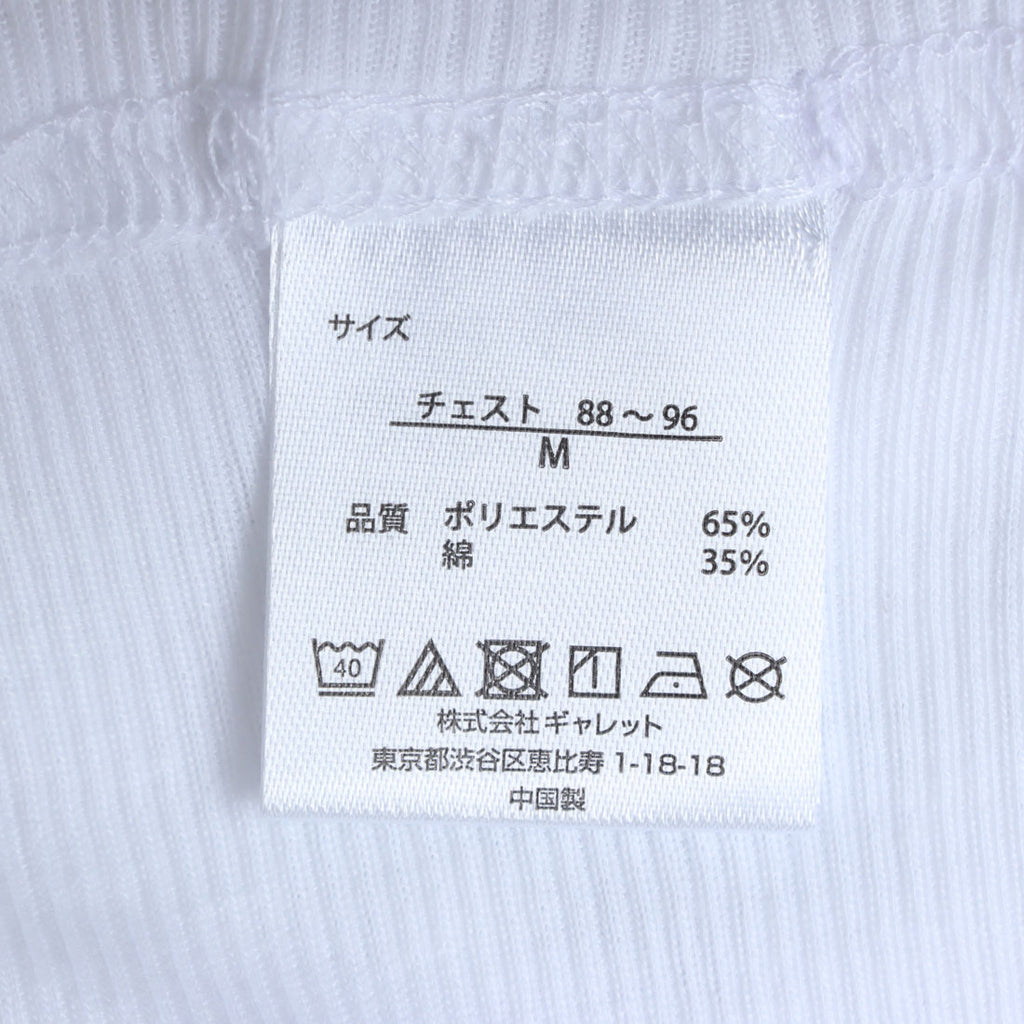 サイズ
チェスト 88～96
M
品質 ポリエステル 65%
綿 35%
40
株式会社ギャレット
東京都渋谷区恵比寿 1-18-18
中国製